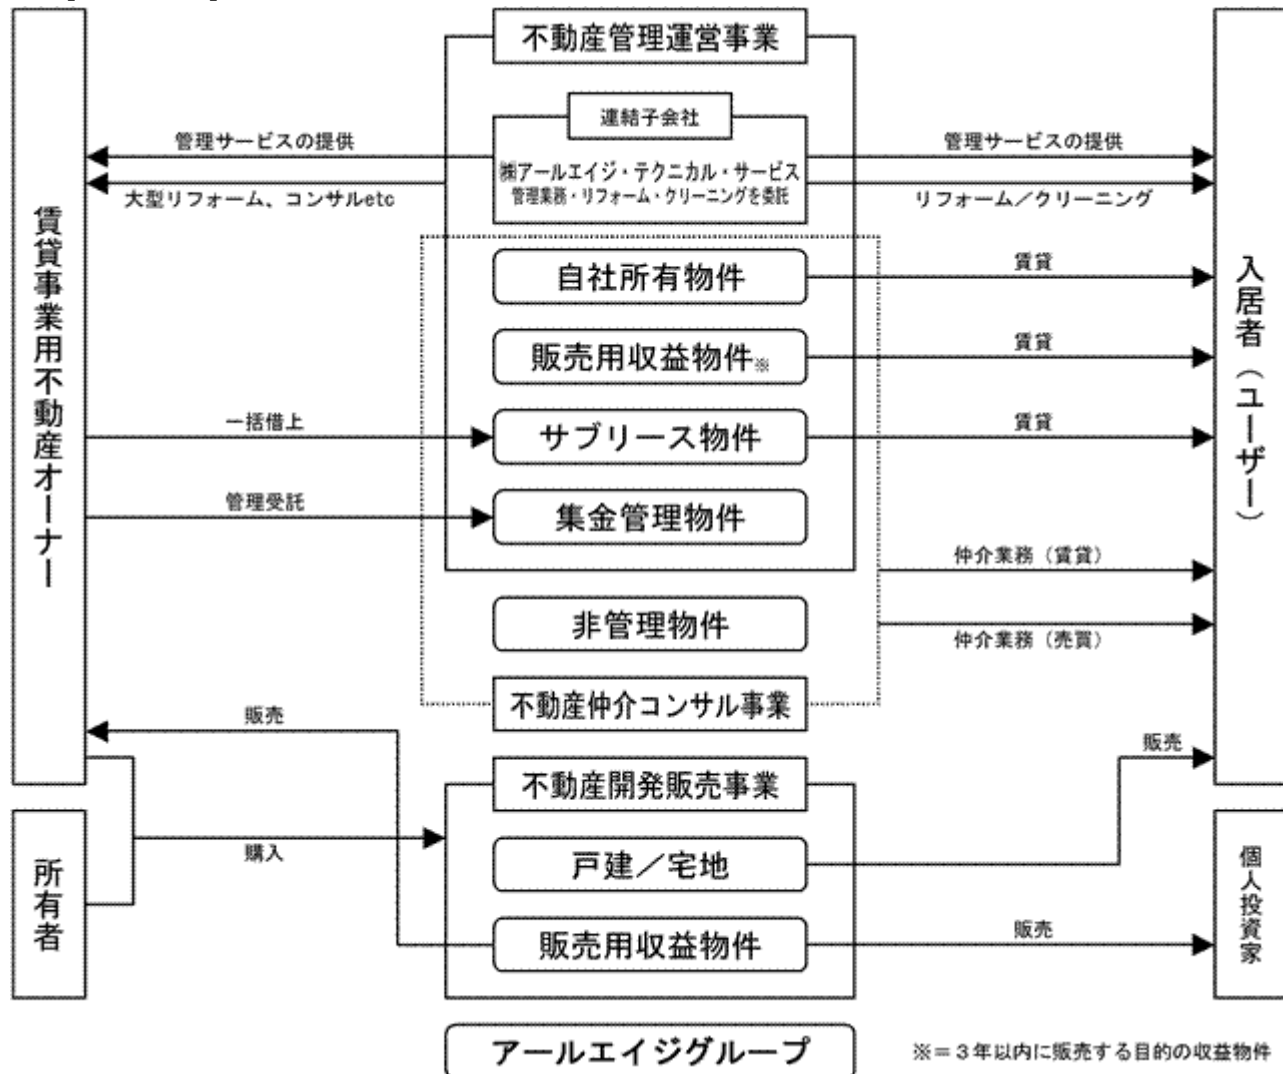 不動産管理運営事業
連結子会社
管理サービスの提供
管理サービスの提供
㈱アールエイジ・テクニカル・サービス
管理業務・リフォーム・クリーニングを委託
大型リフォーム、コンサルetc
リフォーム／クリーニング
賃貸事業用不動産オーナー
入居者（ユーザー）
自社所有物件
賃貸
販売用収益物件※
賃貸
一括借上
サブリース物件
賃貸
管理受託
集金管理物件
仲介業務（賃貸）
非管理物件
仲介業務（売買）
不動産仲介コンサル事業
販売
販売
不動産開発販売事業
購入
戸建／宅地
所有者
個人投資家
販売用収益物件
販売
アールエイジグループ
※＝３年以内に販売する目的の収益物件